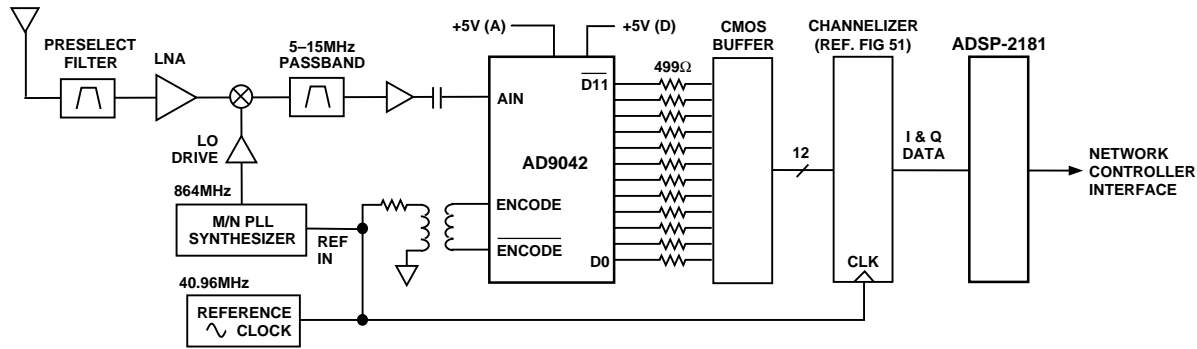 PRESELECT
FILTER
LNA
5–15MHz
PASSBAND
+5V (A)
+5V (D)
CMOS
BUFFER
CHANNELIZER
(REF. FIG 51)
ADSP-2181
499Ω
D11
AIN
AD9042
LO
DRIVE
12
I & Q
DATA
NETWORK
CONTROLLER
INTERFACE
864MHz
M/N PLL
SYNTHESIZER
REF
IN
ENCODE
ENCODE
D0
CLK
40.96MHz
REFERENCE
CLOCK